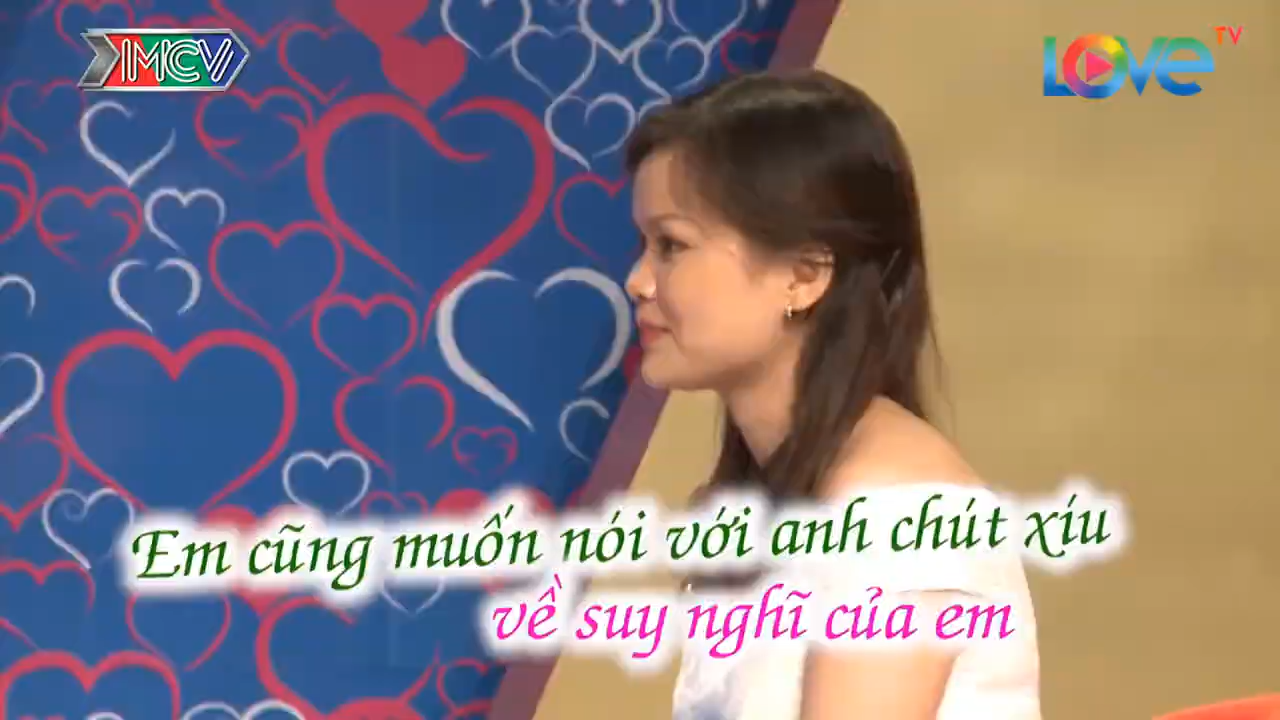 MCV
LOVE TV
Em cũng muốn nói với anh chút xíu
về suy nghĩ của em